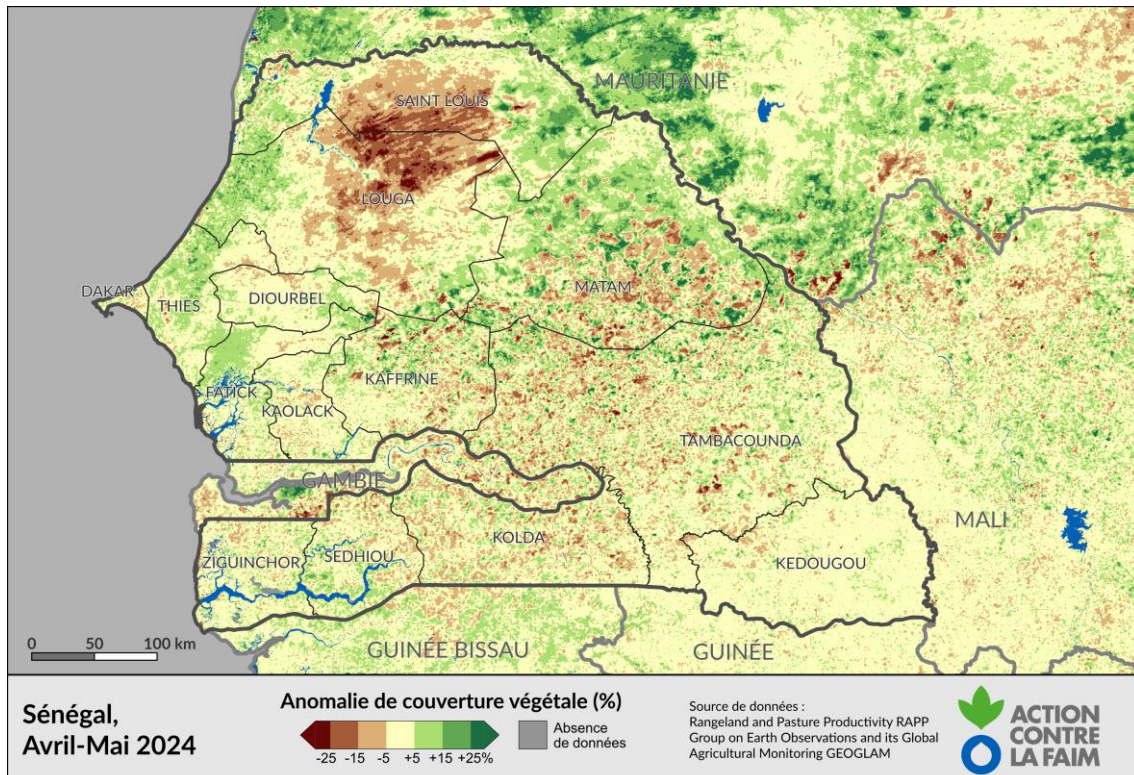 MAURITANIE
SAINT LOUIS
LOUGA
MATAM
DAKAR
THIES
DIOURBEL
KAFFRINE
FATICK
KAOLACK
TAMBACOUNDA
GAMBIE
MALI
KOLDA
ZIGUINCHOR
SEDHIOU
KEDOUGOU
GUINÉE BISSAU
GUINÉE
0 50 100 km
Sénégal,
Avril-Mai 2024
Anomalie de couverture végétale (%)
-25 -15 -5 +5 +15 +25%
Absence
de données
Source de données :
Rangeland and Pasture Productivity RAPP
Group on Earth Observations and its Global
Agricultural Monitoring GEOGLAM
ACTION
CONTRE
LA FAIM